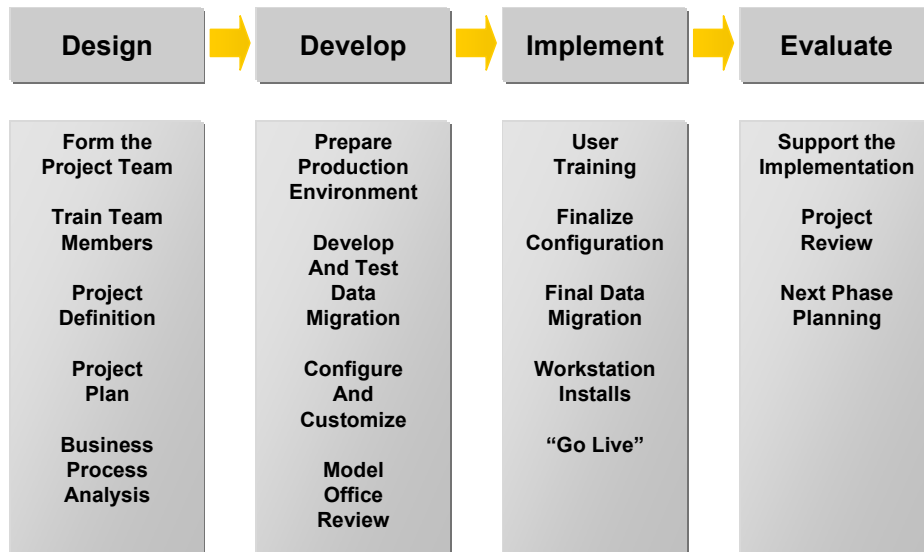 Design
Develop
Implement
Evaluate
Form the
Project Team
Train Team
Members
Project
Definition
Project
Plan
Business
Process
Analysis
Prepare
Production
Environment
Develop
And Test
Data
Migration
Configure
And
Customize
Model
Office
Review
User
Training
Finalize
Configuration
Final Data
Migration
Workstation
Installs
“Go Live”
Support the
Implementation
Project
Review
Next Phase
Planning